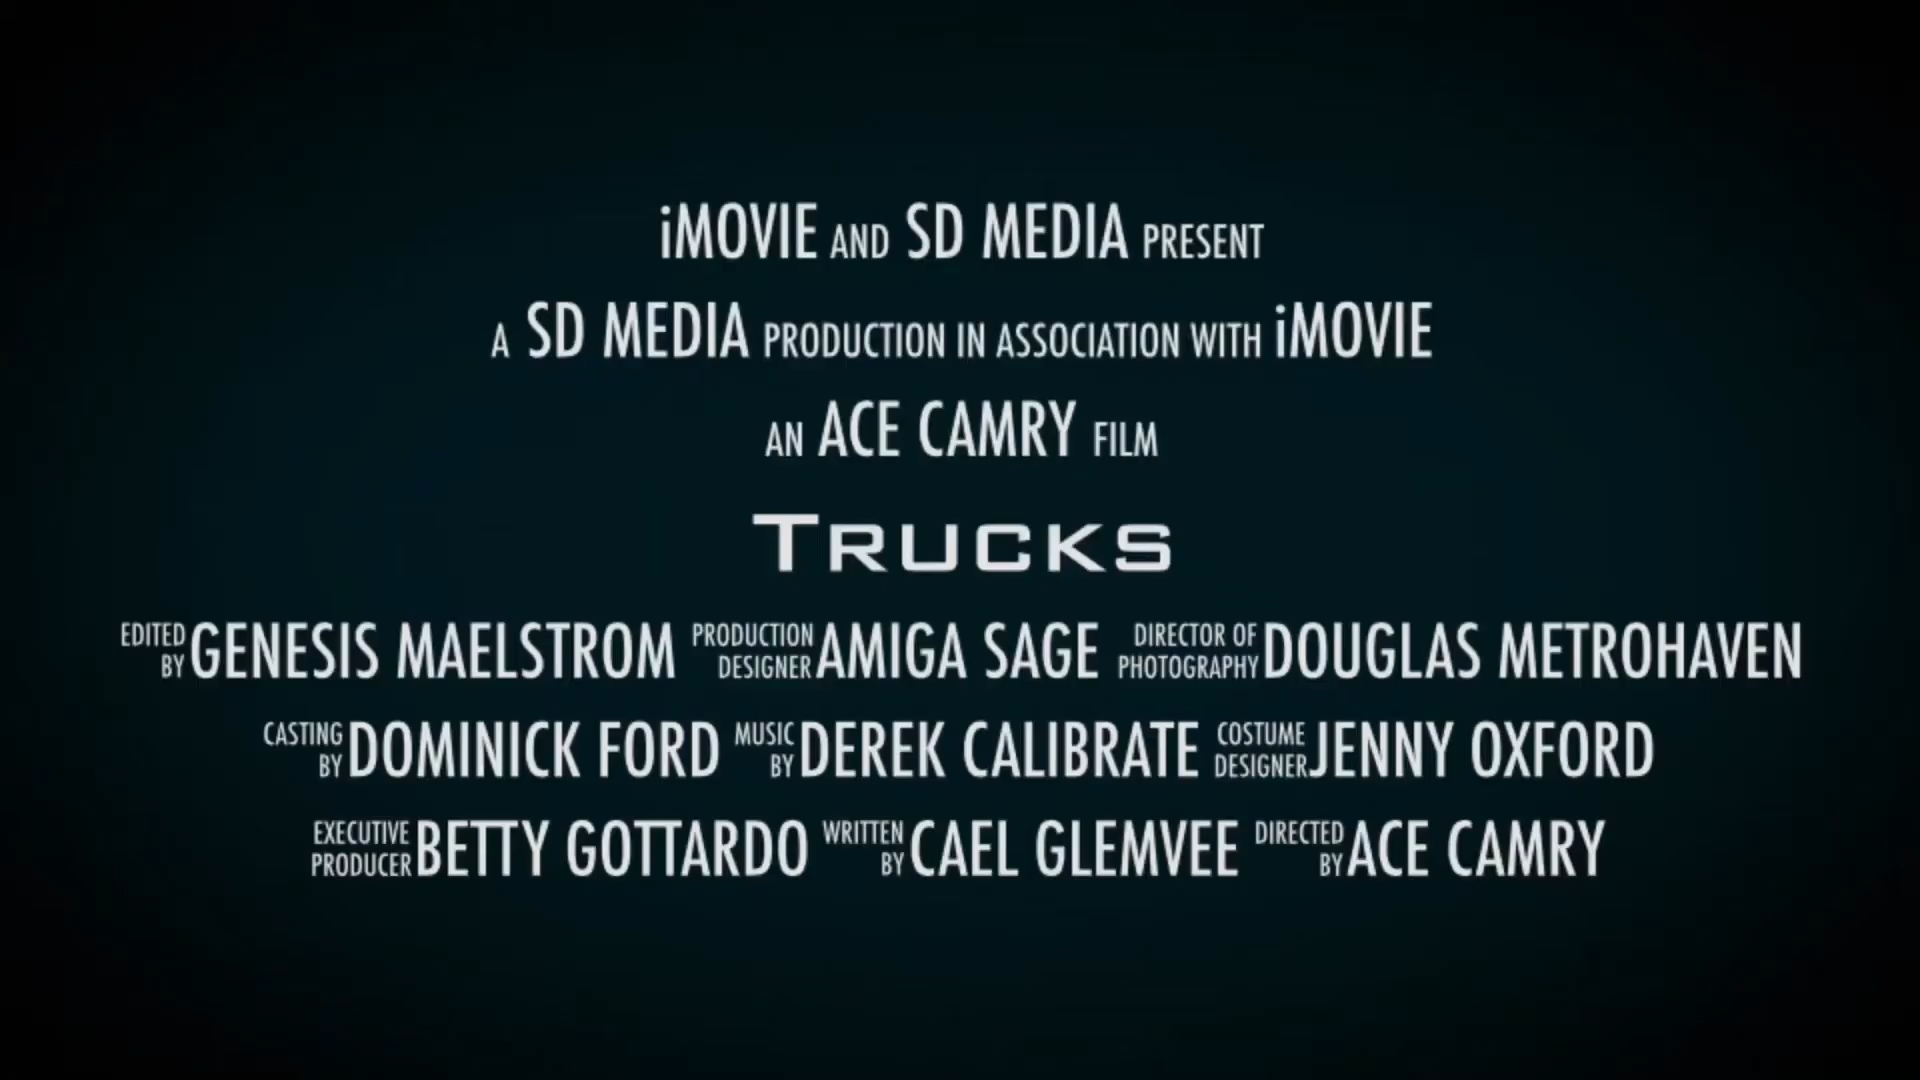 iMOVIE AND SD MEDIA PRESENT
A SD MEDIA PRODUCTION IN ASSOCIATION WITH iMOVIE
AN ACE CAMRY FILM
TRUCKS
EDITED BY GENESIS MAELSTROM PRODUCTION DESIGNER AMIGA SAGE DIRECTOR OF PHOTOGRAPHY DOUGLAS METROHAVEN
CASTING BY DOMINICK FORD MUSIC BY DEREK CALIBRATE COSTUME DESIGNER JENNY OXFORD
EXECUTIVE PRODUCER BETTY GOTTARDO WRITTEN BY CAEL GLEMVEE DIRECTED BY ACE CAMRY